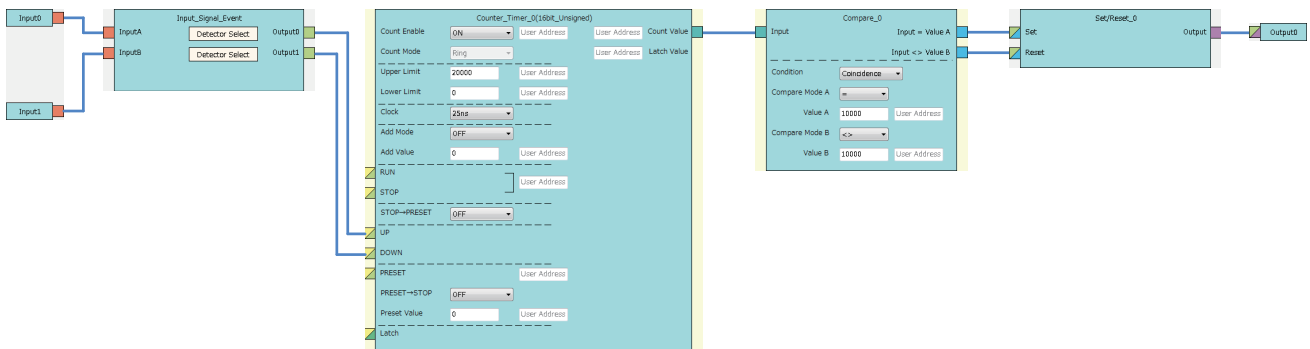 Input0
Input1
Input_Signal_Event
InputA Detector Select Output0
InputB Detector Select Output1
Counter_Timer_0(16bit_Unsigned)
Count Enable ON User Address User Address Count Value
Count Mode Ring User Address Latch Value
Upper Limit 20000 User Address
Lower Limit 0 User Address
Clock 25ns
Add Mode OFF
Add Value 0 User Address
RUN
User Address
STOP
STOP→PRESET OFF
UP
DOWN
PRESET User Address
PRESET→STOP OFF
Preset Value 0 User Address
Latch
Compare_0
Input Input = Value A
Input <> Value B
Condition Coincidence
Compare Mode A =
Value A 10000 User Address
Compare Mode B <>
Value B 10000 User Address
Set/Reset_0
Set Output
Reset
Output0